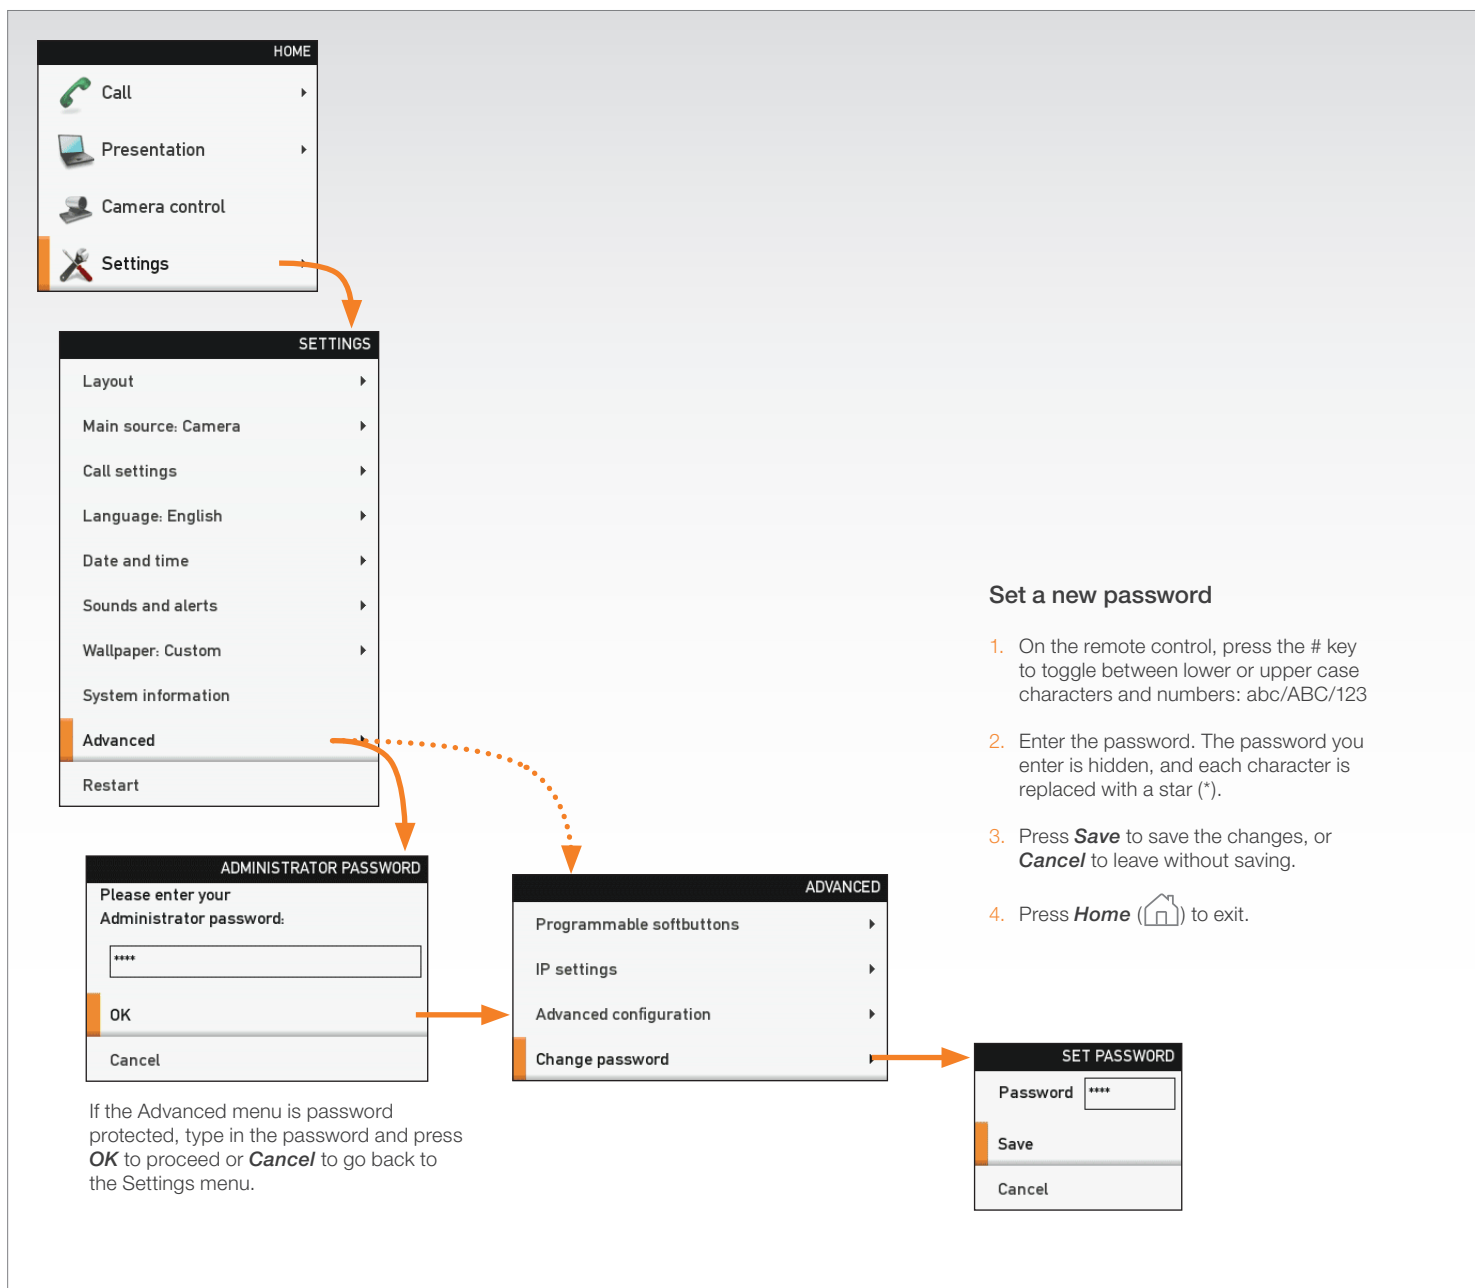 HOME
Call
Presentation
Camera control
Settings
SETTINGS
Layout
Main source: Camera
Call settings
Language: English
Date and time
Sounds and alerts
Wallpaper: Custom
System information
Advanced
Restart
ADMINISTRATOR PASSWORD
Please enter your
Administrator password:
****
OK
Cancel
If the Advanced menu is password
protected, type in the password and press
OK to proceed or Cancel to go back to
the Settings menu.
ADVANCED
Programmable softbuttons
IP settings
Advanced configuration
Change password
Set a new password
1. On the remote control, press the # key
to toggle between lower or upper case
characters and numbers: abc/ABC/123
2. Enter the password. The password you
enter is hidden, and each character is
replaced with a star (*).
3. Press Save to save the changes, or
Cancel to leave without saving.
4. Press Home ( ) to exit.
SET PASSWORD
Password ****
Save
Cancel